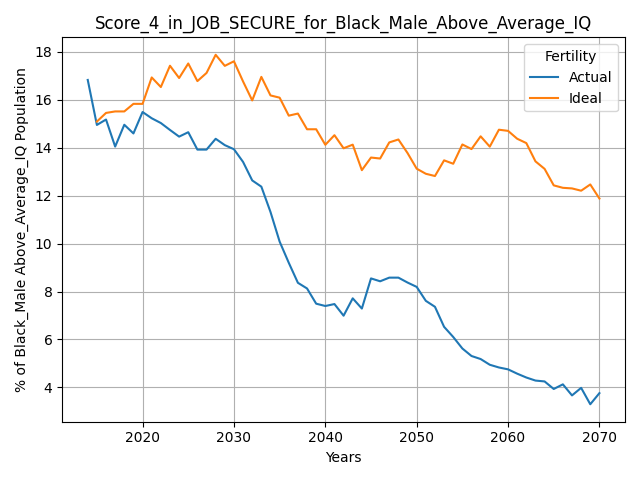 Score_4_in_JOB_SECURE_for_Black_Male_Above_Average_IQ
Fertility
Actual
Ideal
% of Black_Male Above_Average_IQ Population
18
16
14
12
10
8
6
4
2020 2030 2040 2050 2060 2070
Years